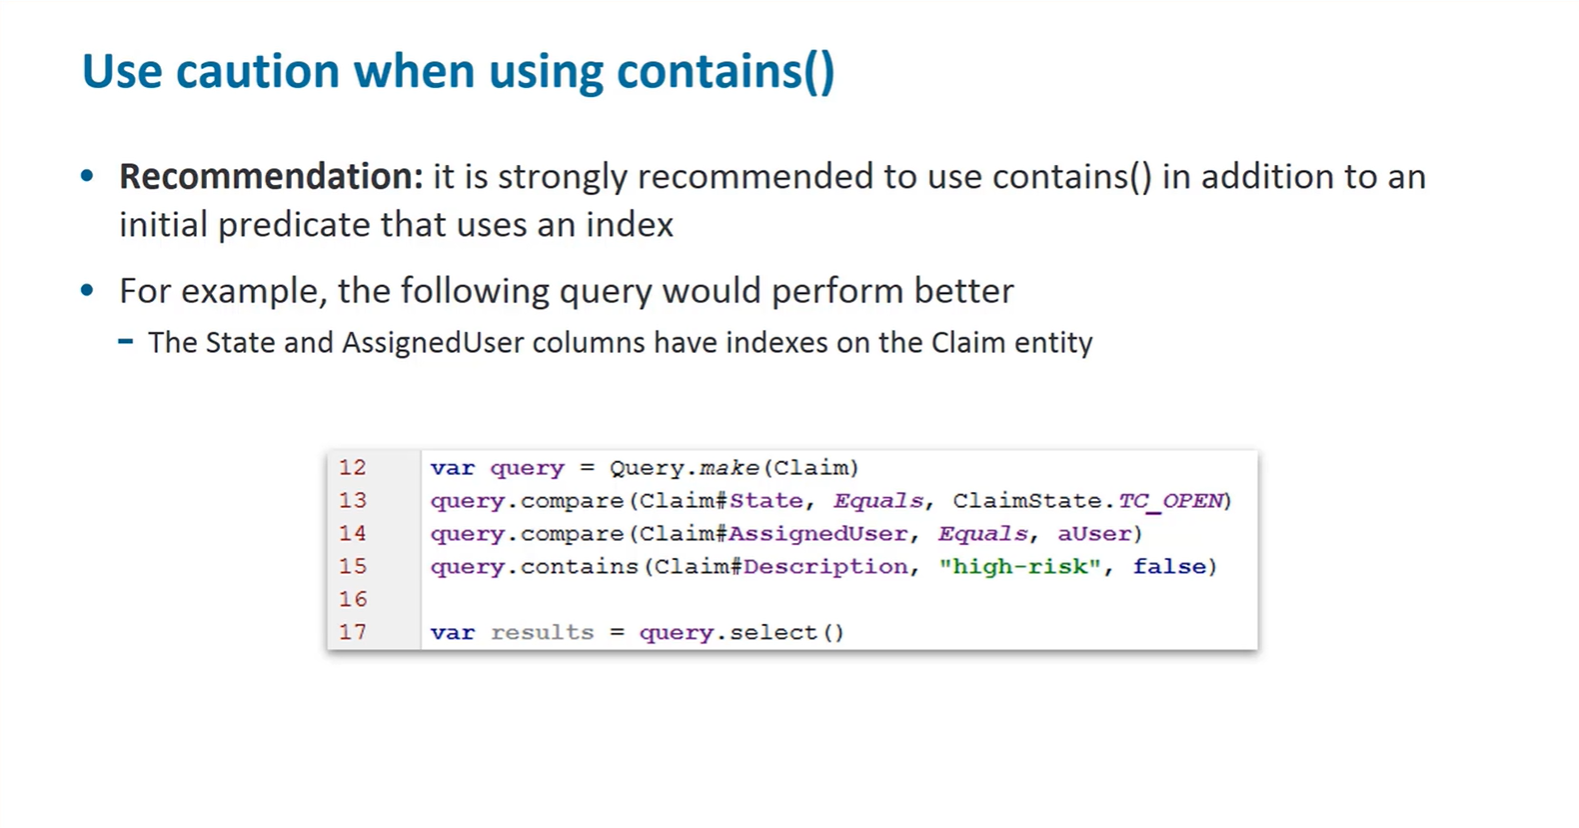 Use caution when using contains()
• Recommendation: it is strongly recommended to use contains() in addition to an
initial predicate that uses an index
• For example, the following query would perform better
– The State and AssignedUser columns have indexes on the Claim entity
12 var query = Query.make(Claim)
13 query.compare(Claim#State, Equals, ClaimState.TC_OPEN)
14 query.compare(Claim#AssignedUser, Equals, aUser)
15 query.contains(Claim#Description, "high-risk", false)
16
17 var results = query.select()